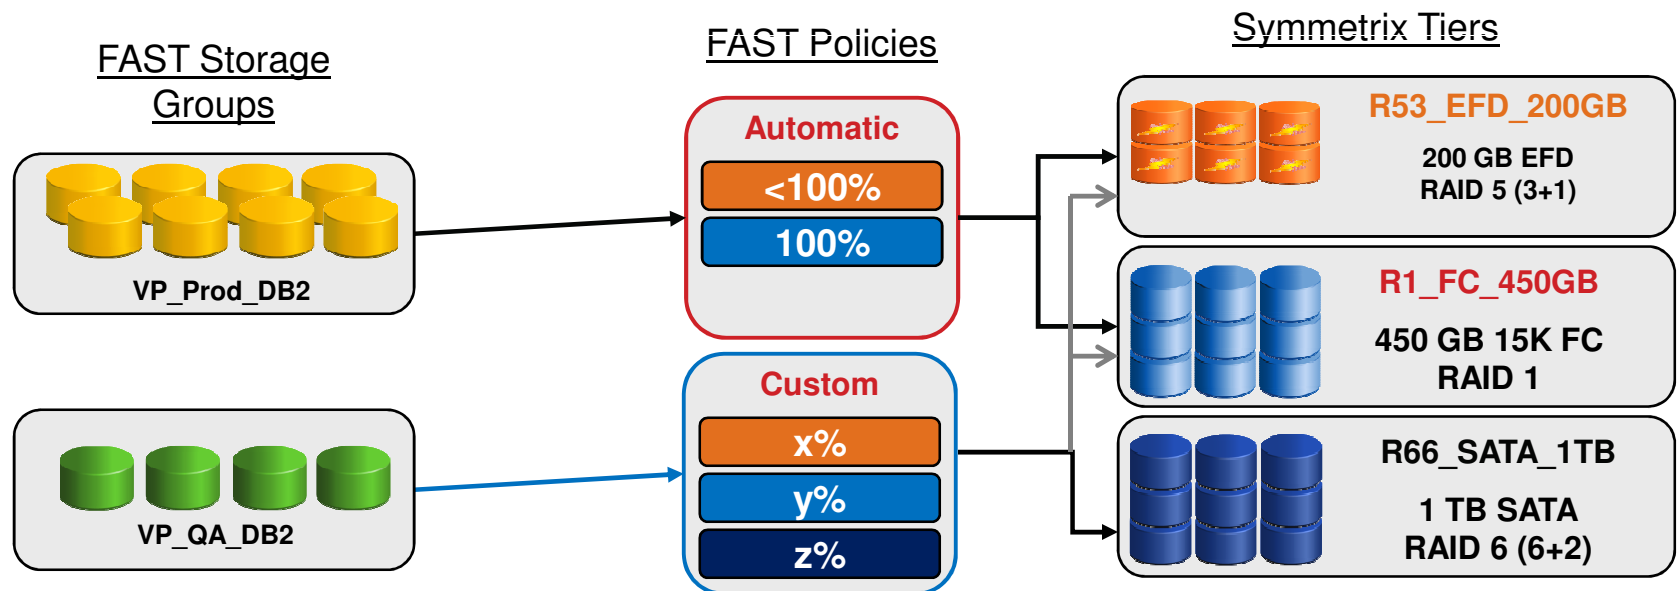 FAST Storage
Groups
VP_Prod_DB2
VP_QA_DB2
FAST Policies
Automatic
<100%
100%
Custom
x%
y%
z%
Symmetrix Tiers
R53_EFD_200GB
200 GB EFD
RAID 5 (3+1)
R1_FC_450GB
450 GB 15K FC
RAID 1
R66_SATA_1TB
1 TB SATA
RAID 6 (6+2)